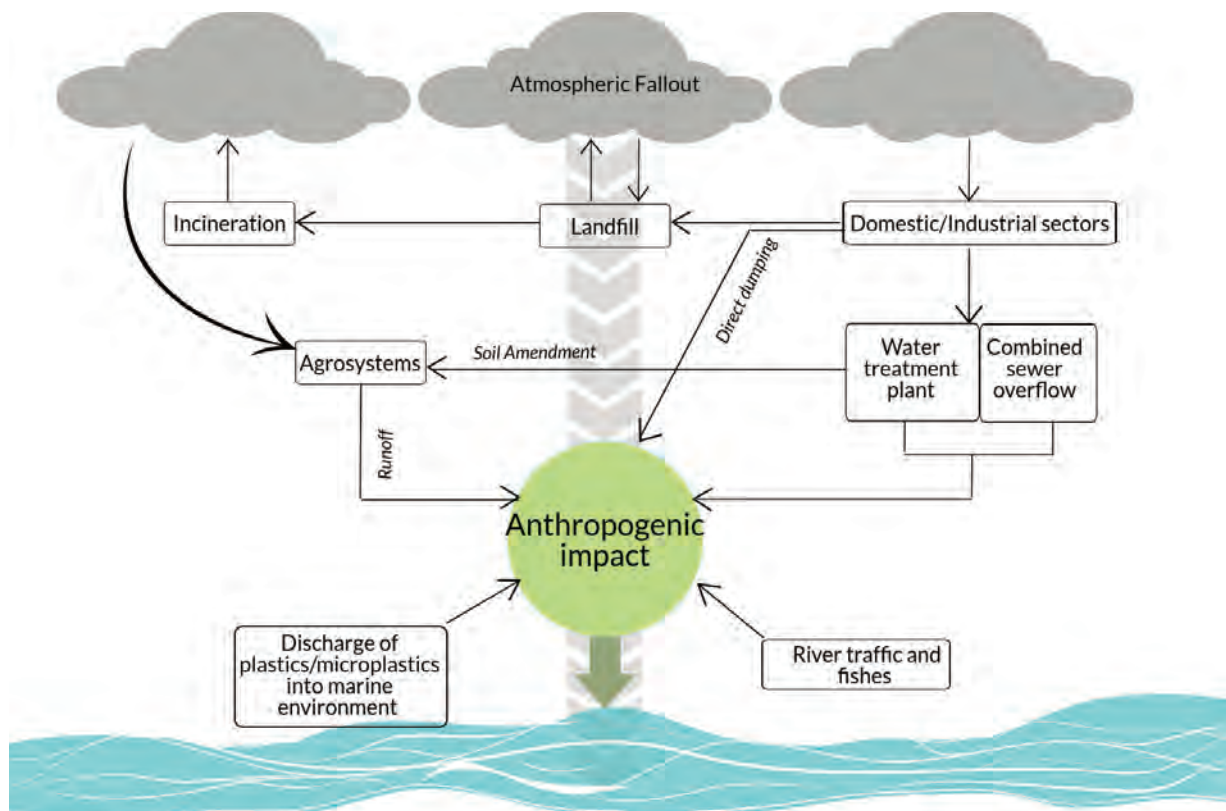 Atmospheric Fallout
Incineration
Landfill
Domestic/Industrial sectors
Direct dumping
Agrosystems
Soil Amendment
Water
treatment
plant
Combined
sewer
overflow
Runoff
Anthropogenic
impact
Discharge of
plastics/microplastics
into marine
environment
River traffic and
fishes